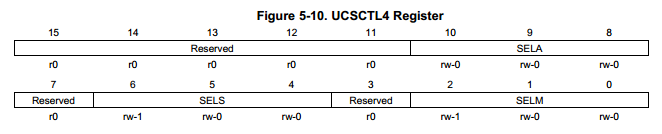 Figure 5-10. UCSCTL4 Register
15 14 13 12 11 10 9 8
Reserved SELA
r0 r0 r0 r0 r0 rw-0 rw-0 rw-0
7 6 5 4 3 2 1 0
Reserved SELS Reserved SELM
r0 rw-1 rw-0 rw-0 r0 rw-1 rw-0 rw-0